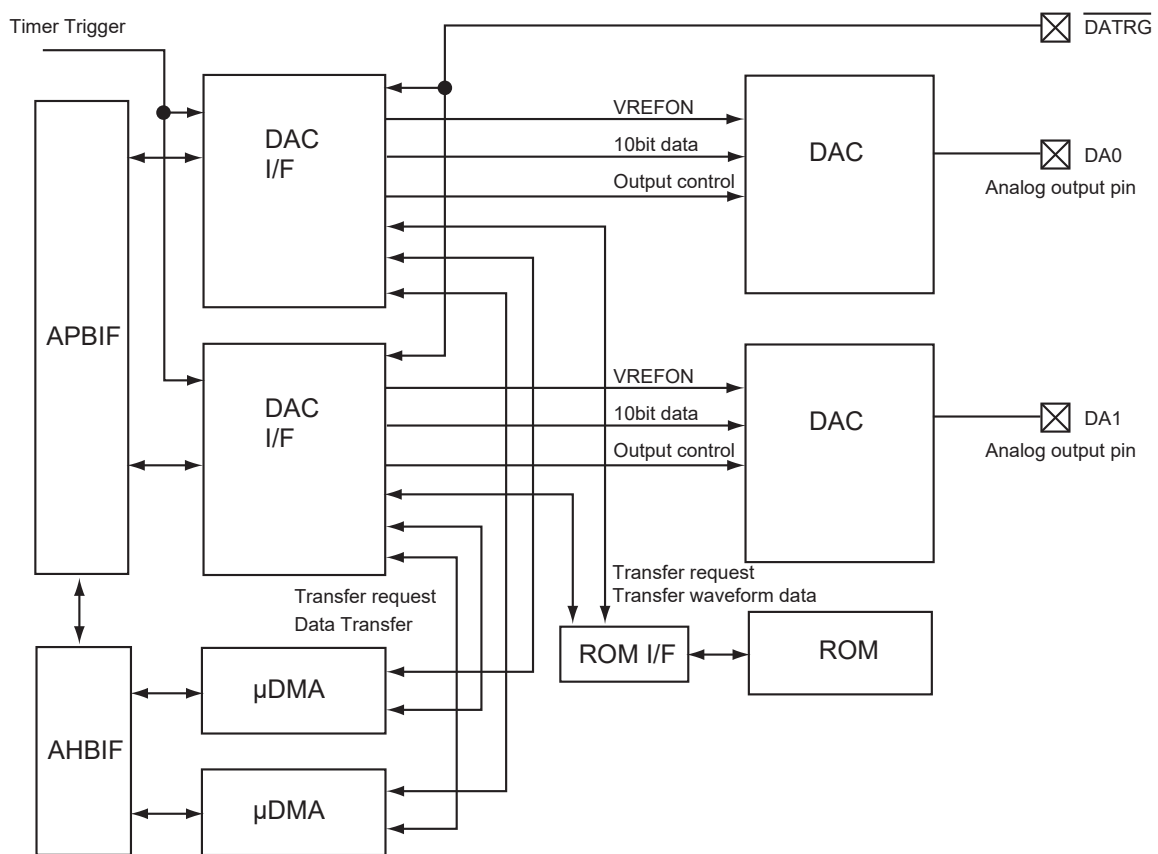 Timer Trigger
DATRG
DAC
I/F
VREFON
10bit data
Output control
DAC
DA0
Analog output pin
APBIF
DAC
I/F
VREFON
10bit data
Output control
DAC
DA1
Analog output pin
Transfer request
Data Transfer
Transfer request
Transfer waveform data
ROM I/F
ROM
AHBIF
µDMA
µDMA